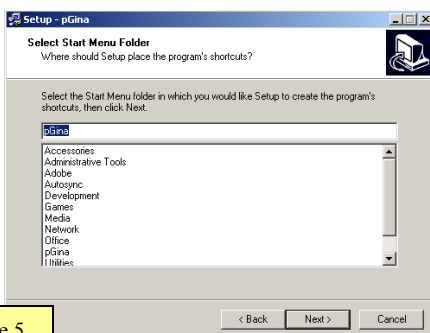 Setup - pGina
Select Start Menu Folder
Where should Setup place the program's shortcuts?
Select the Start Menu folder in which you would like Setup to create the program's
shortcuts, then click Next.
pGina
Accessories
Administrative Tools
Adobe
Autosync
Development
Games
Media
Network
Office
pGina
Utilities
< Back
Next >
Cancel
e 5